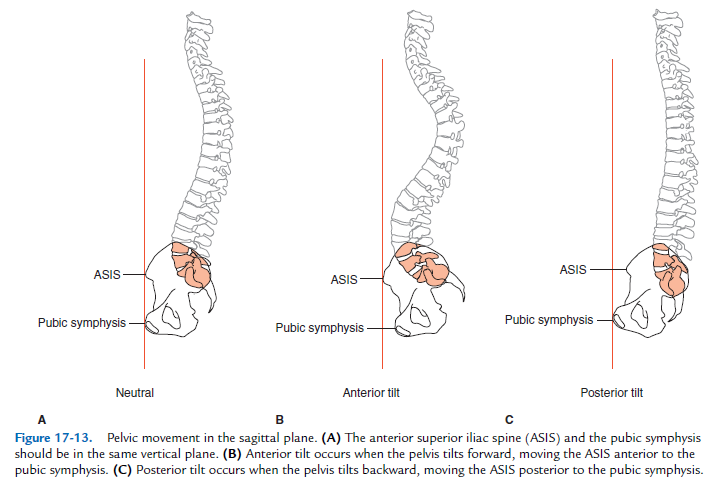 ASIS
ASIS
ASIS
Pubic symphysis
Pubic symphysis
Pubic symphysis
Neutral
Anterior tilt
Posterior tilt
A
B
C
Figure 17-13. Pelvic movement in the sagittal plane. (A) The anterior superior iliac spine (ASIS) and the pubic symphysis
should be in the same vertical plane. (B) Anterior tilt occurs when the pelvis tilts forward, moving the ASIS anterior to the
pubic symphysis. (C) Posterior tilt occurs when the pelvis tilts backward, moving the ASIS posterior to the pubic symphysis.